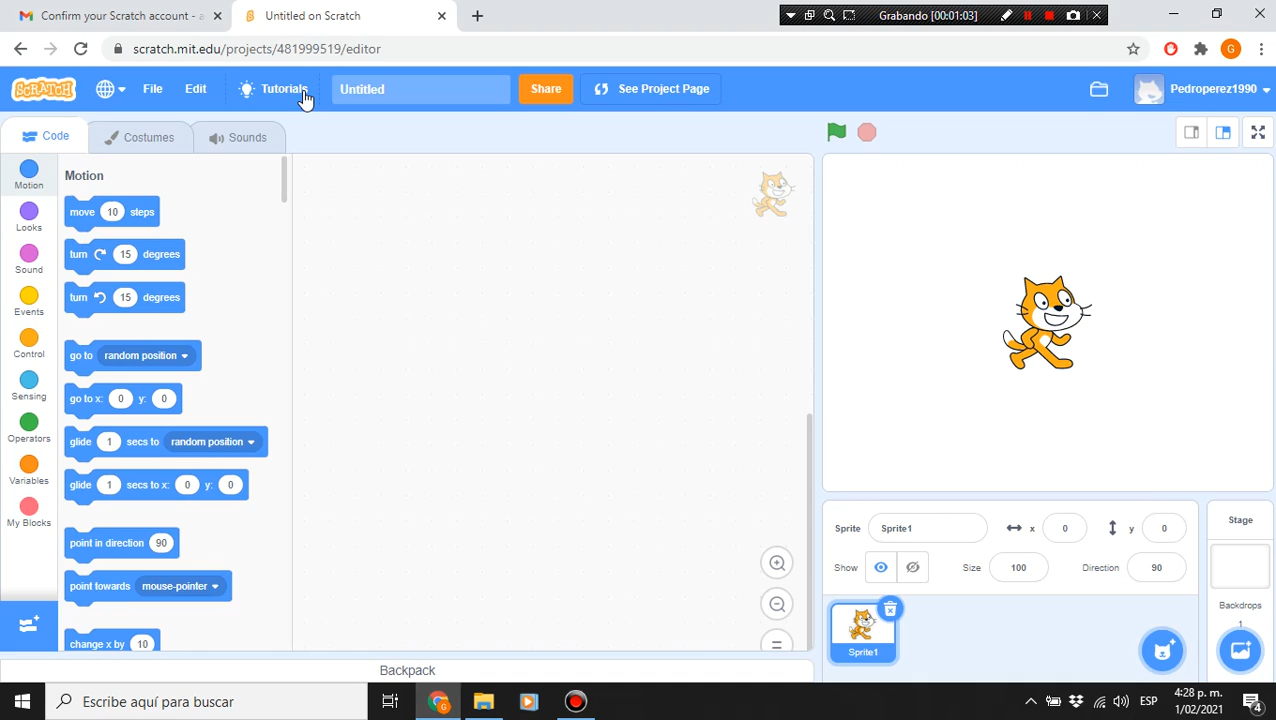 Confirm your Scratch account - a
Untitled on Scratch
Grabando [00:01:03]
scratch.mit.edu/projects/481999519/editor
G
SCRATCH
File
Edit
Tutorials
Untitled
Share
See Project Page
Pedroperez1990
Code
Costumes
Sounds
Motion
Looks
Sound
Events
Control
Sensing
Operators
Variables
My Blocks
Motion
move 10 steps
turn 15 degrees
turn 15 degrees
go to random position
go to x: 0 y: 0
glide 1 secs to random position
glide 1 secs to x: 0 y: 0
point in direction 90
point towards mouse-pointer
change x by 10
Sprite Sprite1 x 0 y 0
Show Size 100 Direction 90
Sprite1
Stage
Backdrops
1
Backpack
Escribe aquí para buscar
G
ESP
4:28 p. m.
1/02/2021
4